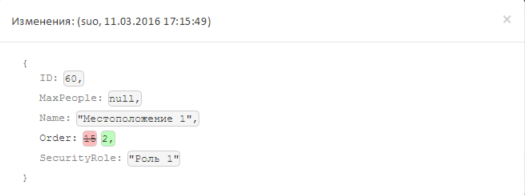 Изменения: (suo, 11.03.2016 17:15:49) ×
{
ID: 60,
MaxPeople: null,
Name: "Местоположение 1",
Order: 15 2,
SecurityRole: "Роль 1"
}